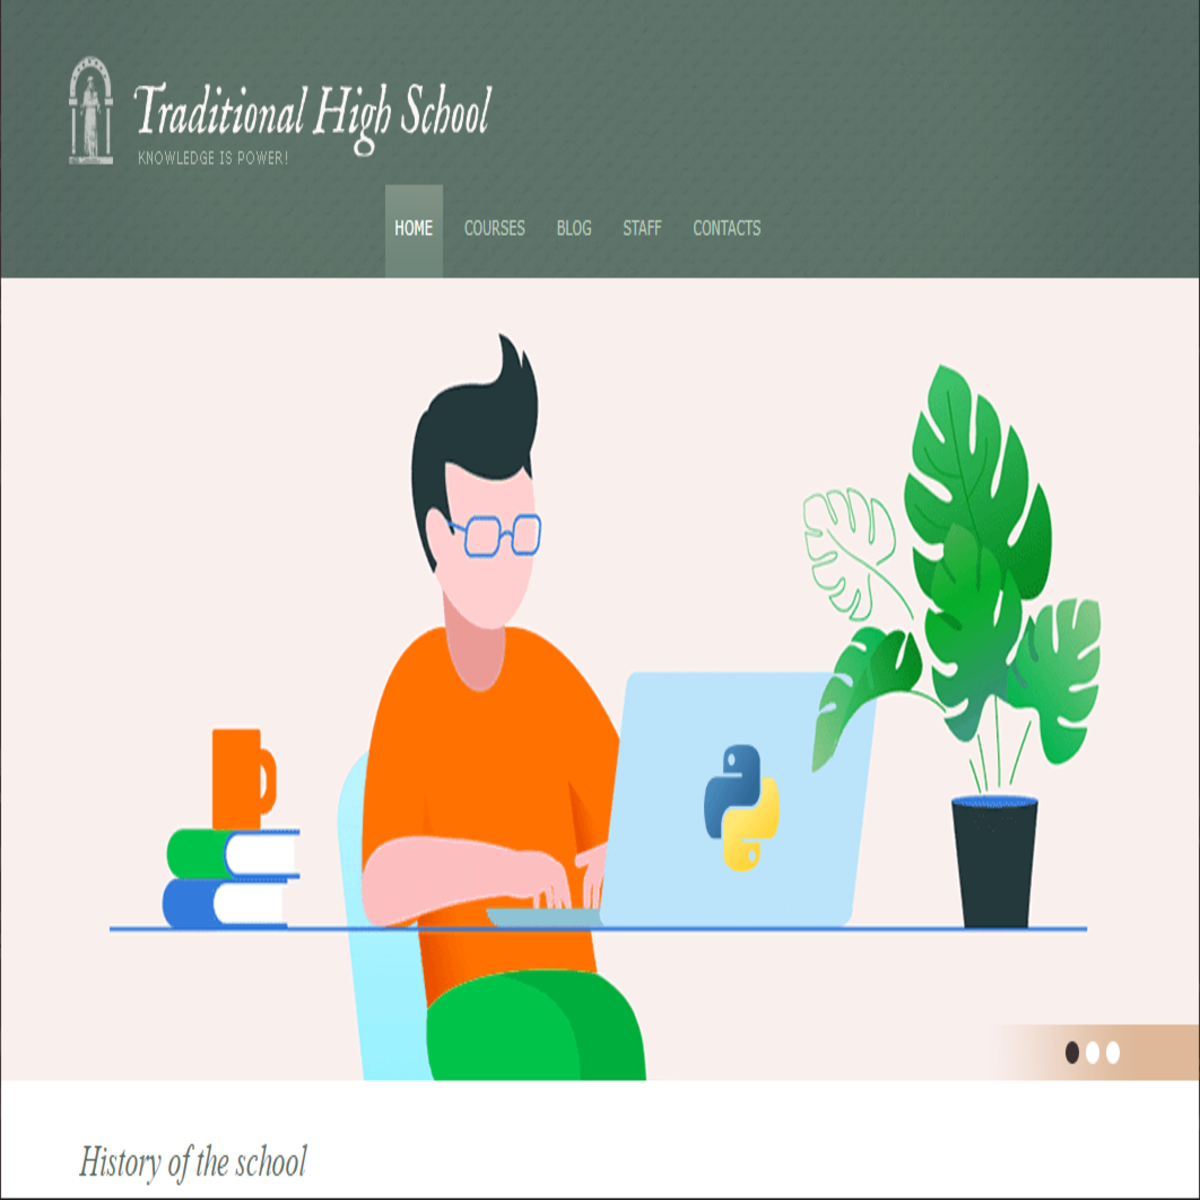 Traditional High School
KNOWLEDGE IS POWER!
HOME COURSES BLOG STAFF CONTACTS
History of the school